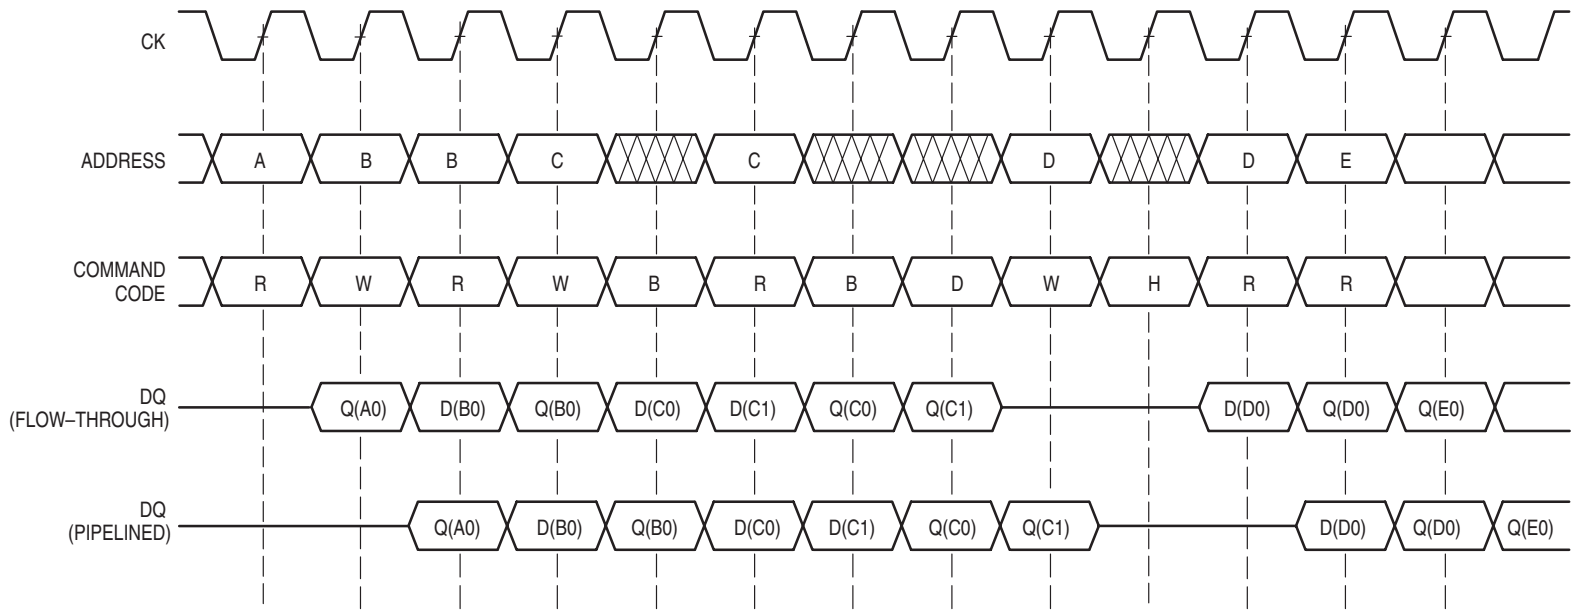 CK
ADDRESS A B B C C D D E
COMMAND
CODE
R W R W B R B D W H R R
DQ
(FLOW–THROUGH)
Q(A0) D(B0) Q(B0) D(C0) D(C1) Q(C0) Q(C1) D(D0) Q(D0) Q(E0)
DQ
(PIPELINED)
Q(A0) D(B0) Q(B0) D(C0) D(C1) Q(C0) Q(C1) D(D0) Q(D0) Q(E0)